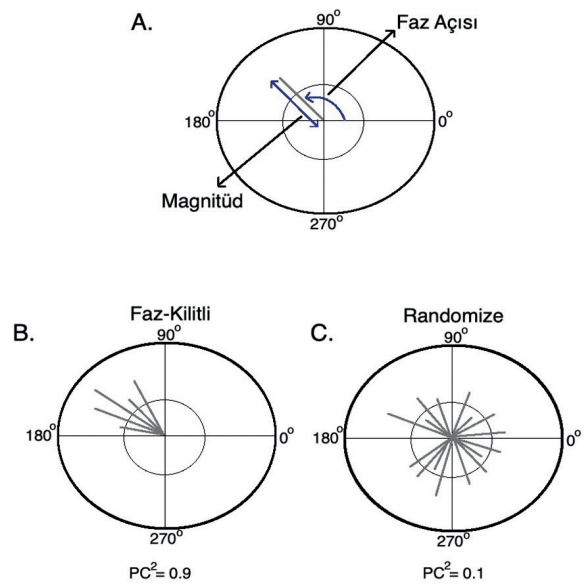 A.
90°
Faz Açısı
180°
0°
Magnitüd
270°
B.
Faz-Kilitli
90°
180°
0°
270°
PC²= 0.9
C.
Randomize
90°
180°
0°
270°
PC²= 0.1